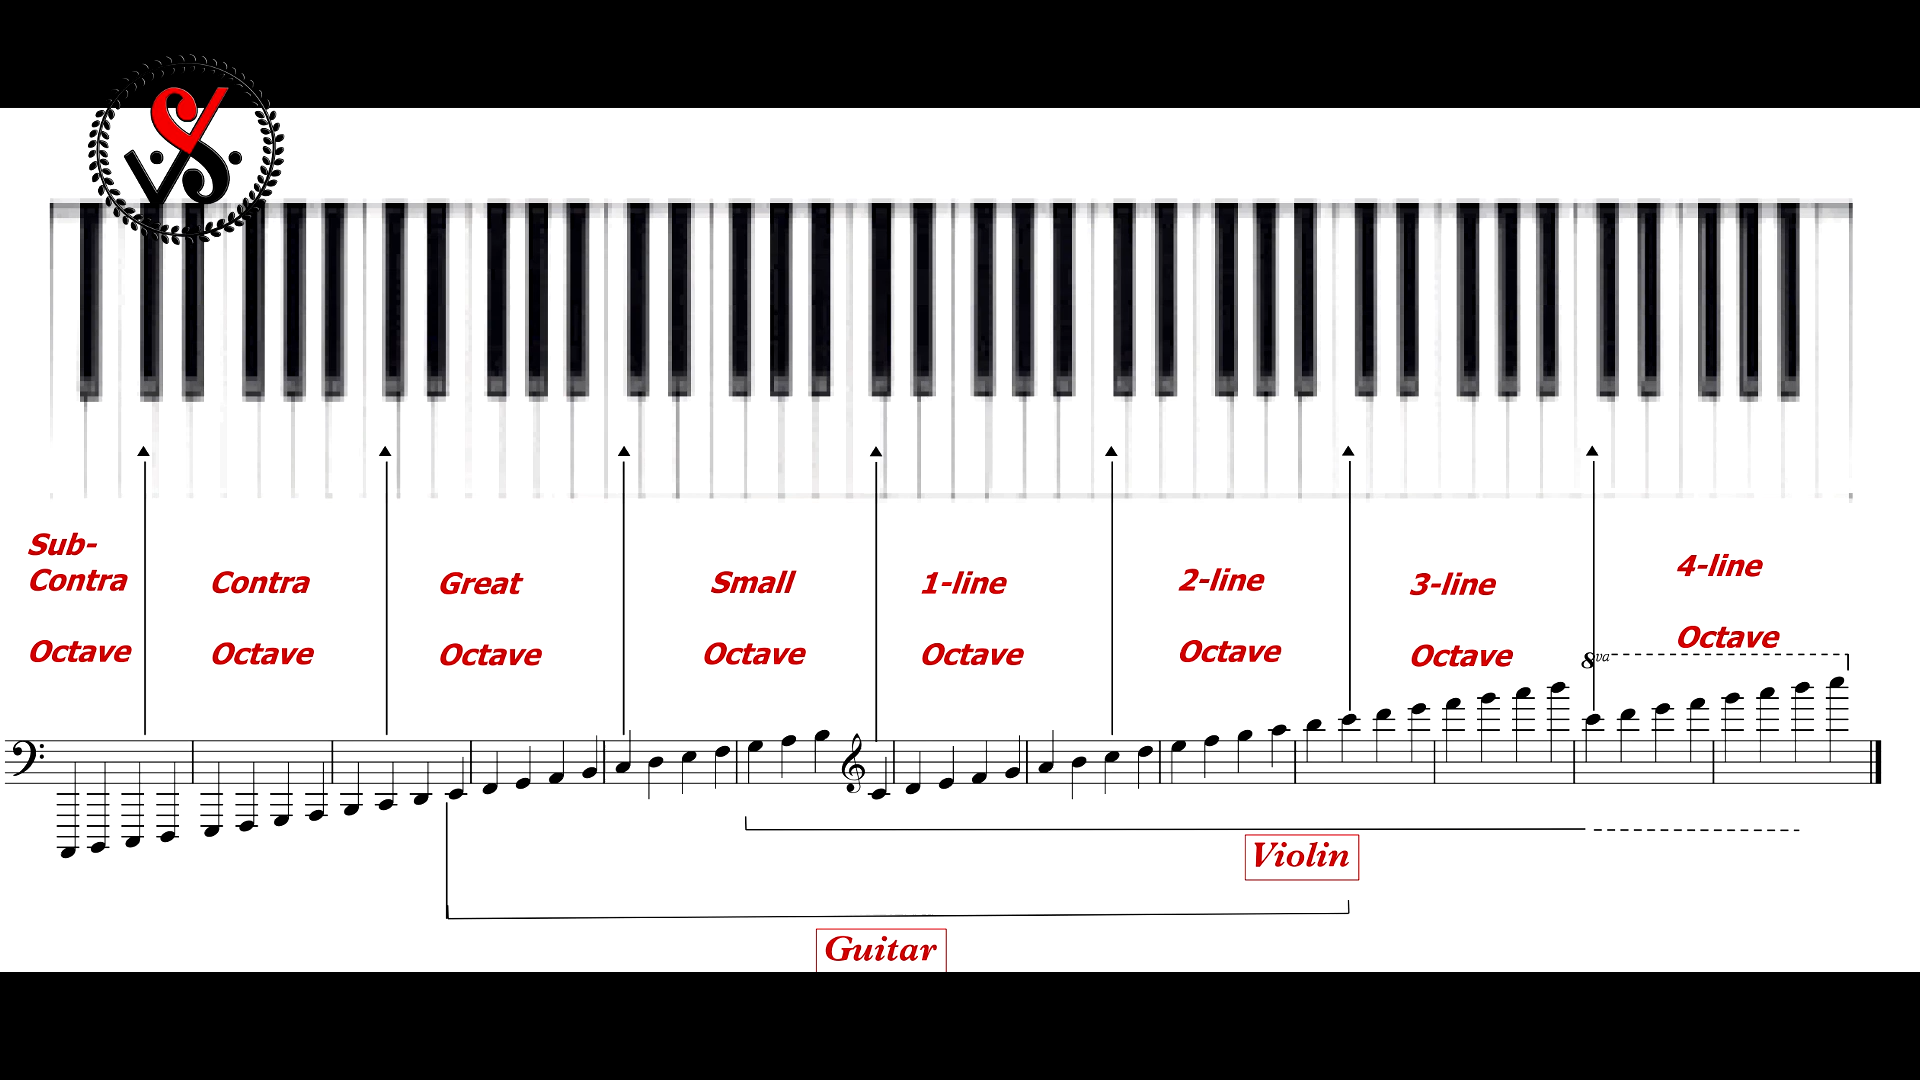 Sub-
Contra
Octave
Contra
Octave
Great
Octave
Small
Octave
1-line
Octave
2-line
Octave
3-line
Octave
4-line
Octave
8va
Violin
Guitar